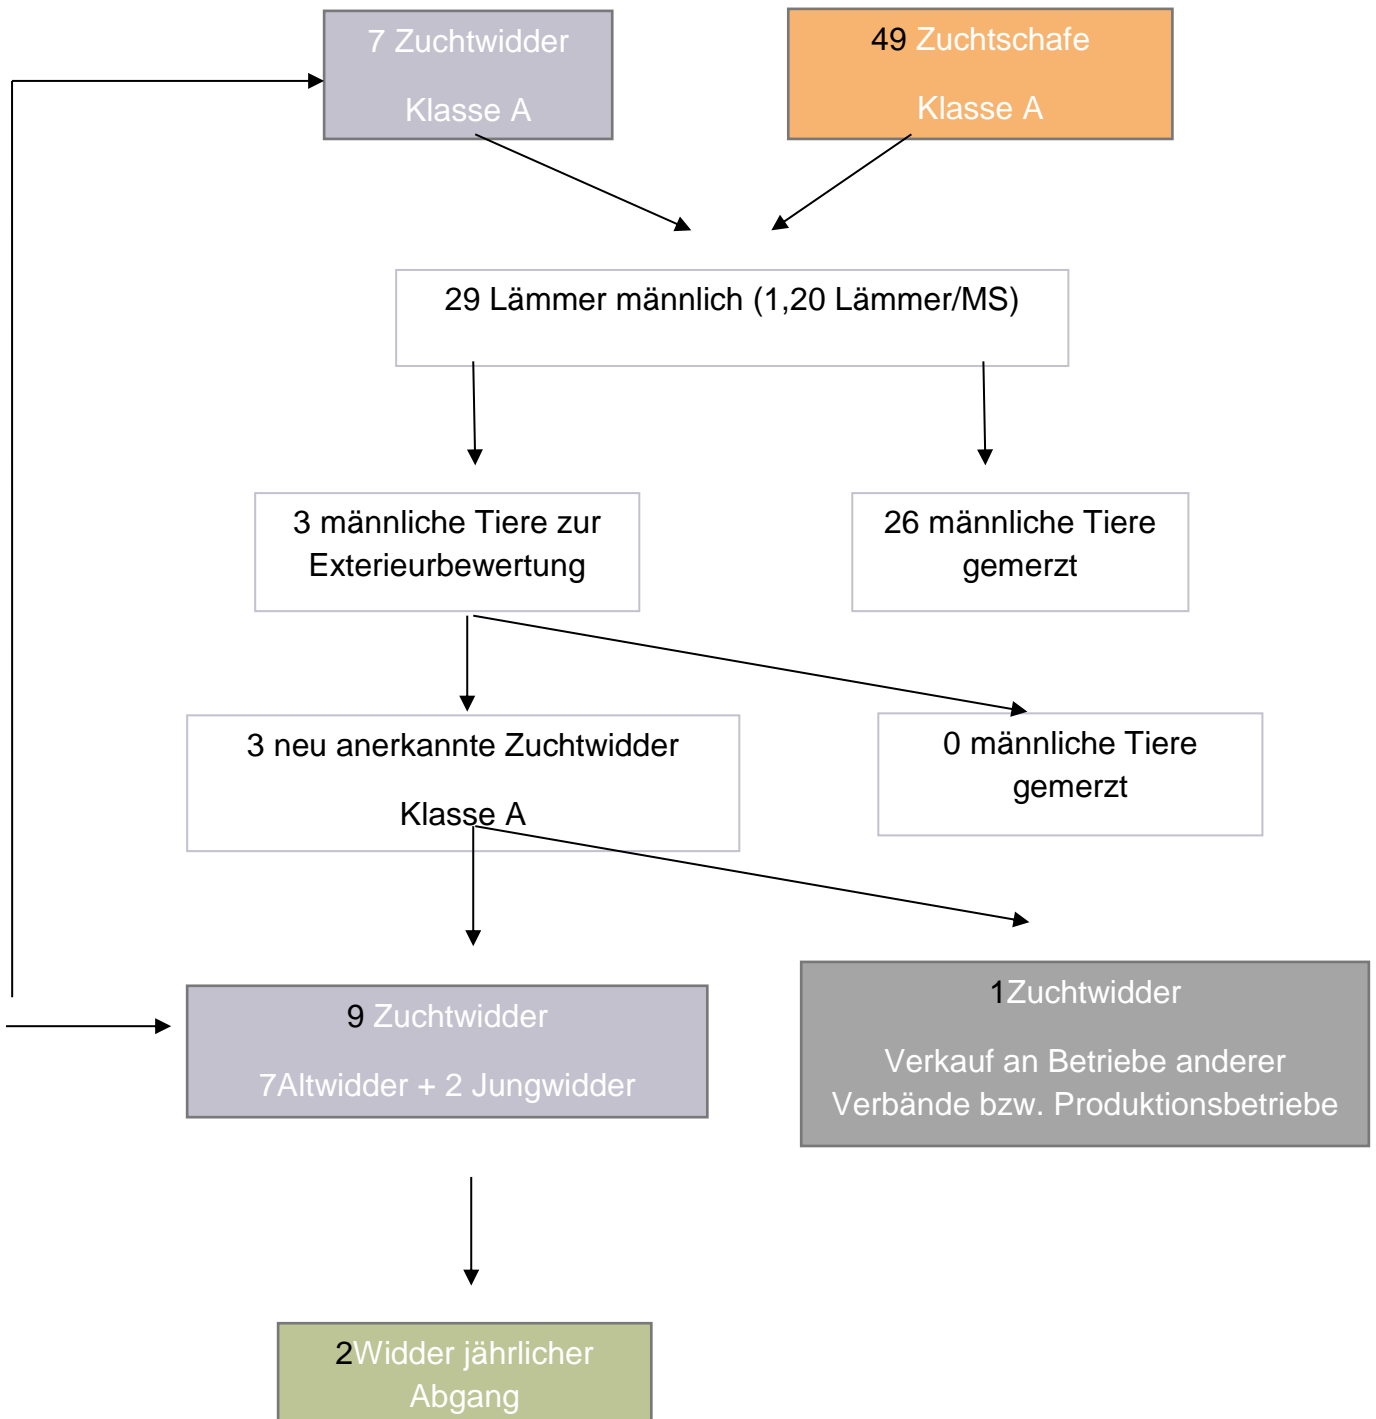 7 Zuchtwidder
Klasse A
49 Zuchtschafe
Klasse A
29 Lämmer männlich (1,20 Lämmer/MS)
3 männliche Tiere zur
Exterieurbewertung
26 männliche Tiere
gemerzt
3 neu anerkannte Zuchtwidder
Klasse A
0 männliche Tiere
gemerzt
9 Zuchtwidder
7Altwidder + 2 Jungwidder
1Zuchtwidder
Verkauf an Betriebe anderer
Verbände bzw. Produktionsbetriebe
2Widder jährlicher
Abgang